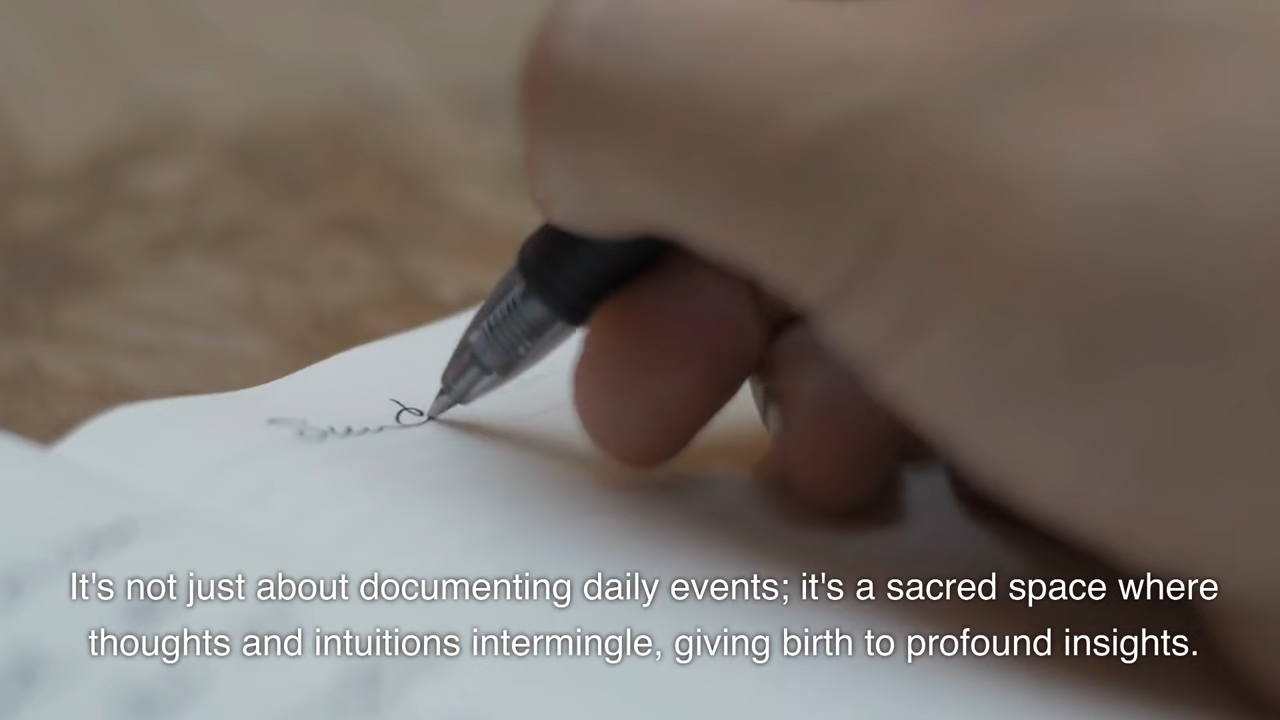 It's not just about documenting daily events; it's a sacred space where
thoughts and intuitions intermingle, giving birth to profound insights.